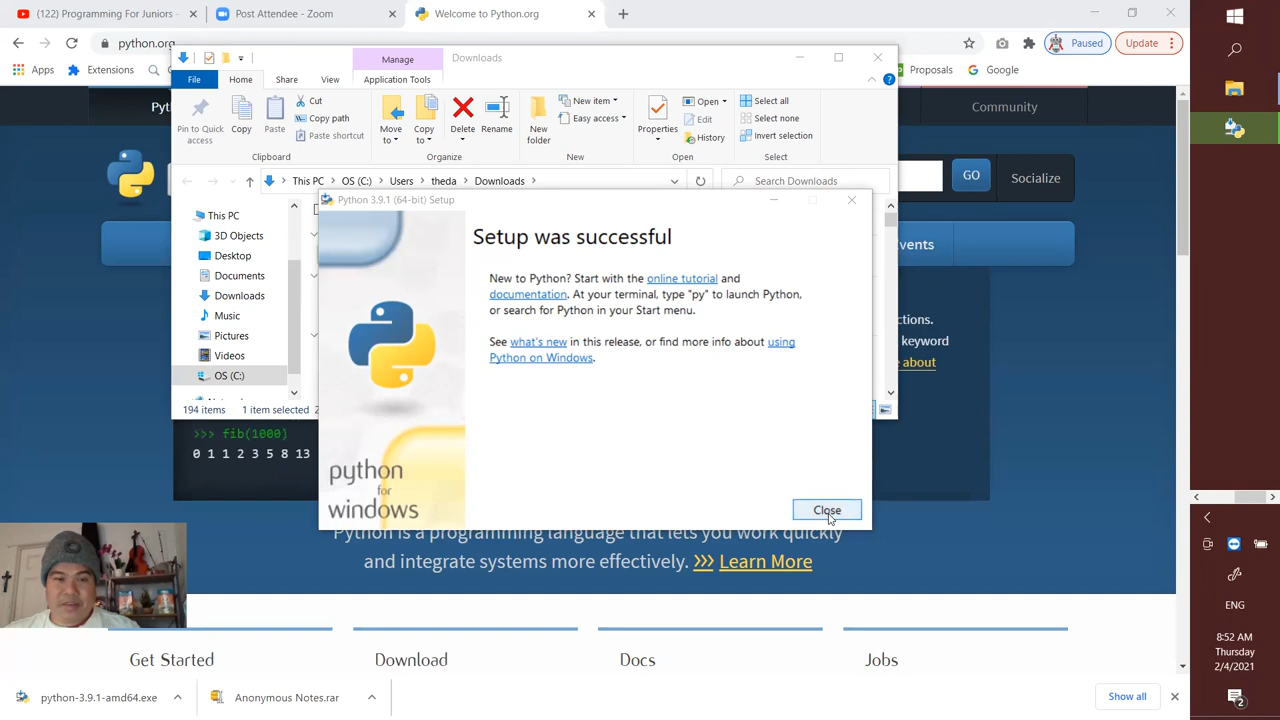 (122) Programming For Juniors -
Post Attendee - Zoom
Welcome to Python.org
python.org
Paused
Update
Apps
Extensions
Proposals
Google
Manage
Downloads
File
Home
Share
View
Application Tools
Pin to Quick access
Copy
Paste
Cut
Copy path
Paste shortcut
Clipboard
Move to
Copy to
Delete
Rename
Organize
New folder
New item
Easy access
New
Properties
Open
Edit
History
Open
Select all
Select none
Invert selection
Select
This PC > OS (C:) > Users > theda > Downloads >
Search Downloads
This PC
3D Objects
Desktop
Documents
Downloads
Music
Pictures
Videos
OS (C:)
194 items
1 item selected
Community
GO
Socialize
Python 3.9.1 (64-bit) Setup
Setup was successful
New to Python? Start with the online tutorial and
documentation. At your terminal, type "py" to launch Python,
or search for Python in your Start menu.
See what's new in this release, or find more info about using
Python on Windows.
python
for
windows
Close
>>> fib(1000)
0 1 1 2 3 5 8 13
Python is a programming language that lets you work quickly
and integrate systems more effectively. >>> Learn More
Get Started
Download
Docs
Jobs
python-3.9.1-amd64.exe
Anonymous Notes.rar
Show all
ENG
8:52 AM
Thursday
2/4/2021
2